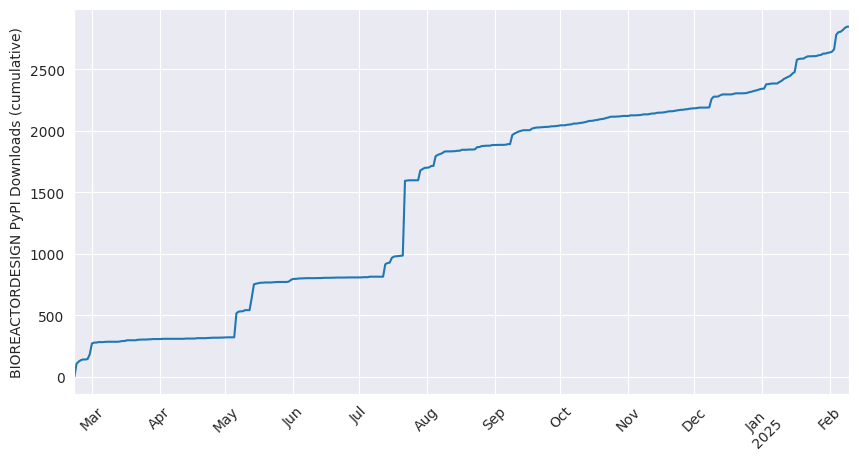 BIOREACTORDESIGN PyPI Downloads (cumulative)
2500
2000
1500
1000
500
0
Mar
Apr
May
Jun
Jul
Aug
Sep
Oct
Nov
Dec
Jan
2025
Feb